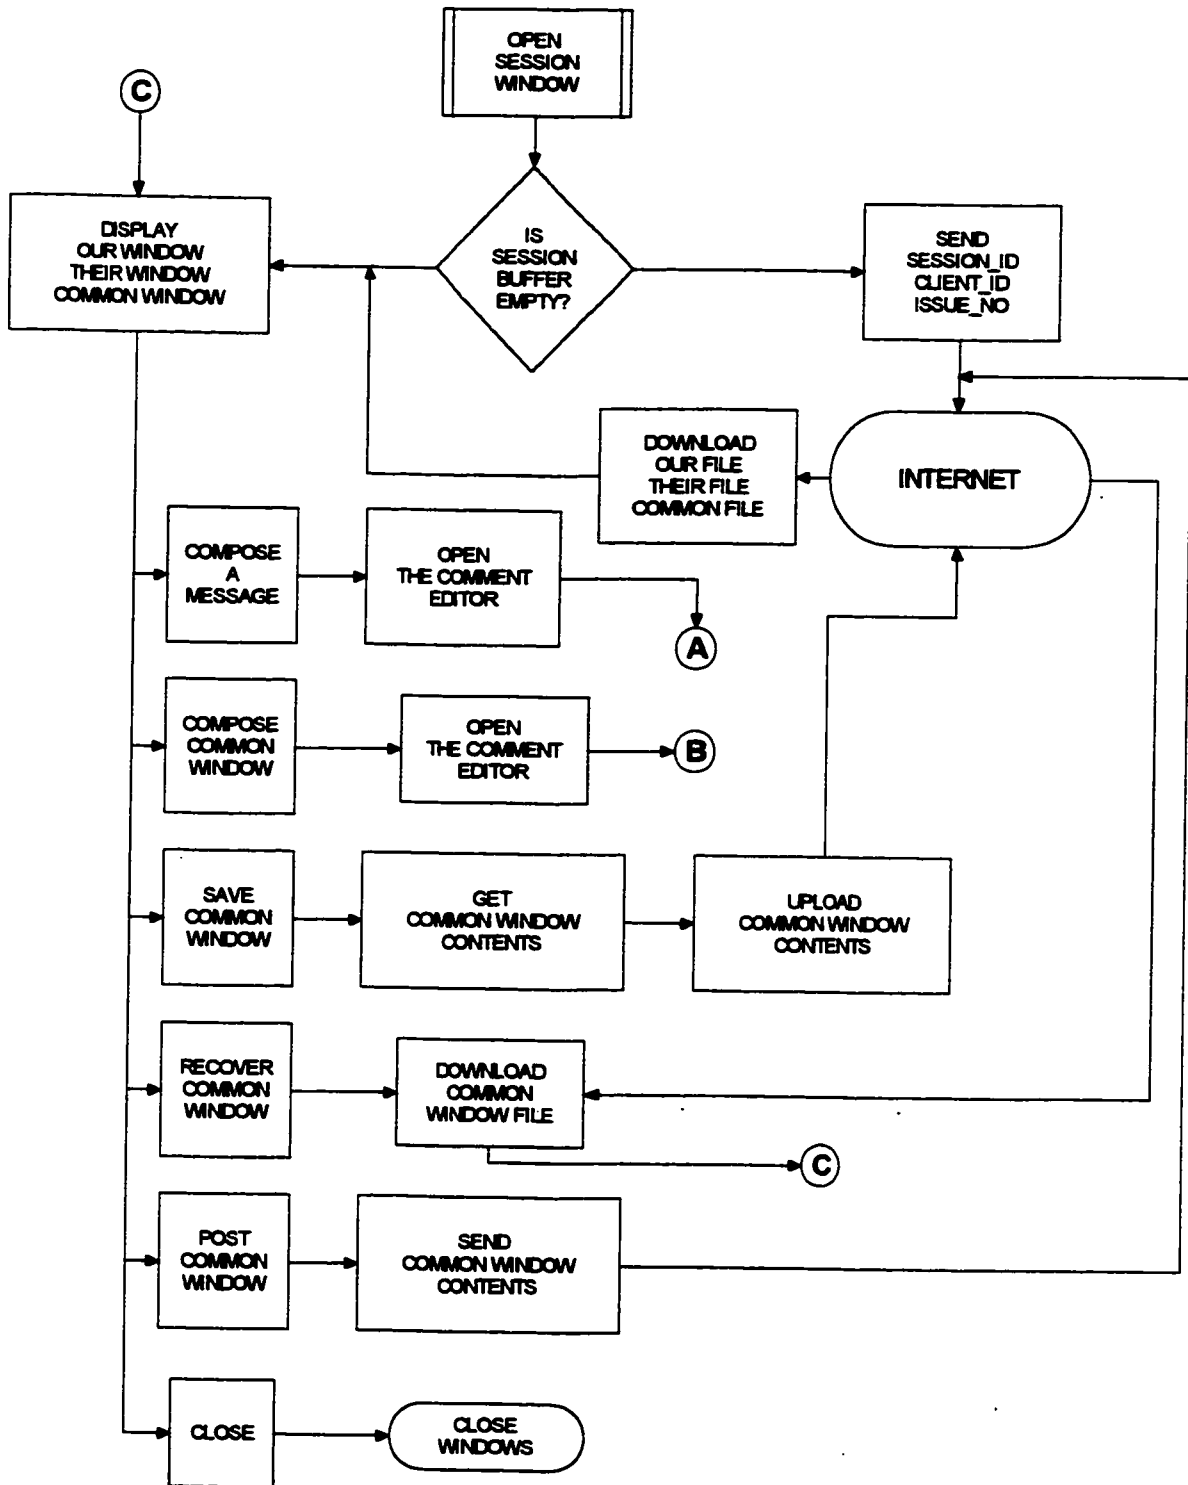 OPEN
SESSION
WINDOW
C
DISPLAY
OUR WINDOW
THEIR WINDOW
COMMON WINDOW
IS
SESSION
BUFFER
EMPTY?
SEND
SESSION_ID
CLIENT_ID
ISSUE_NO
DOWNLOAD
OUR FILE
THEIR FILE
COMMON FILE
INTERNET
COMPOSE
A
MESSAGE
OPEN
THE COMMENT
EDITOR
A
COMPOSE
COMMON
WINDOW
OPEN
THE COMMENT
EDITOR
B
SAVE
COMMON
WINDOW
GET
COMMON WINDOW
CONTENTS
UPLOAD
COMMON WINDOW
CONTENTS
RECOVER
COMMON
WINDOW
DOWNLOAD
COMMON
WINDOW FILE
C
POST
COMMON
WINDOW
SEND
COMMON WINDOW
CONTENTS
CLOSE
CLOSE
WINDOWS